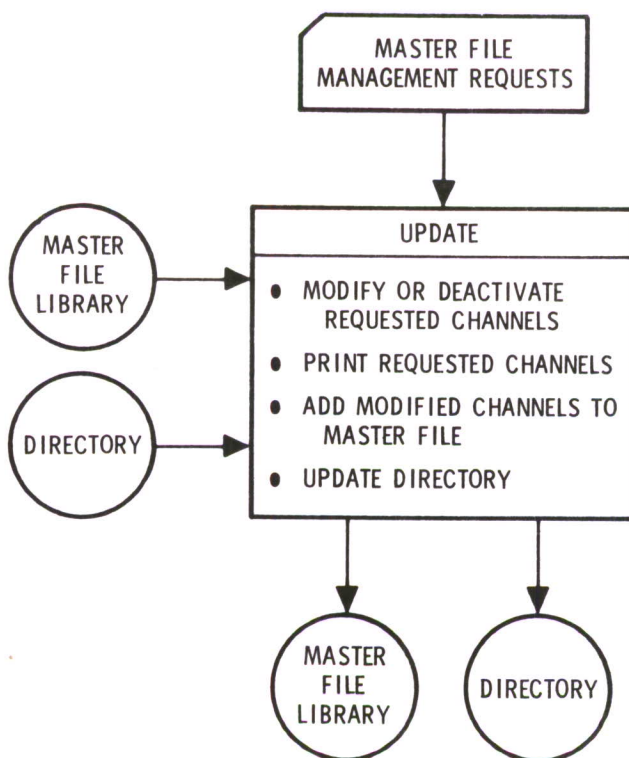 MASTER FILE
MANAGEMENT REQUESTS
UPDATE
MASTER
FILE
LIBRARY
• MODIFY OR DEACTIVATE
REQUESTED CHANNELS
• PRINT REQUESTED CHANNELS
• ADD MODIFIED CHANNELS TO
MASTER FILE
• UPDATE DIRECTORY
DIRECTORY
MASTER
FILE
LIBRARY
DIRECTORY